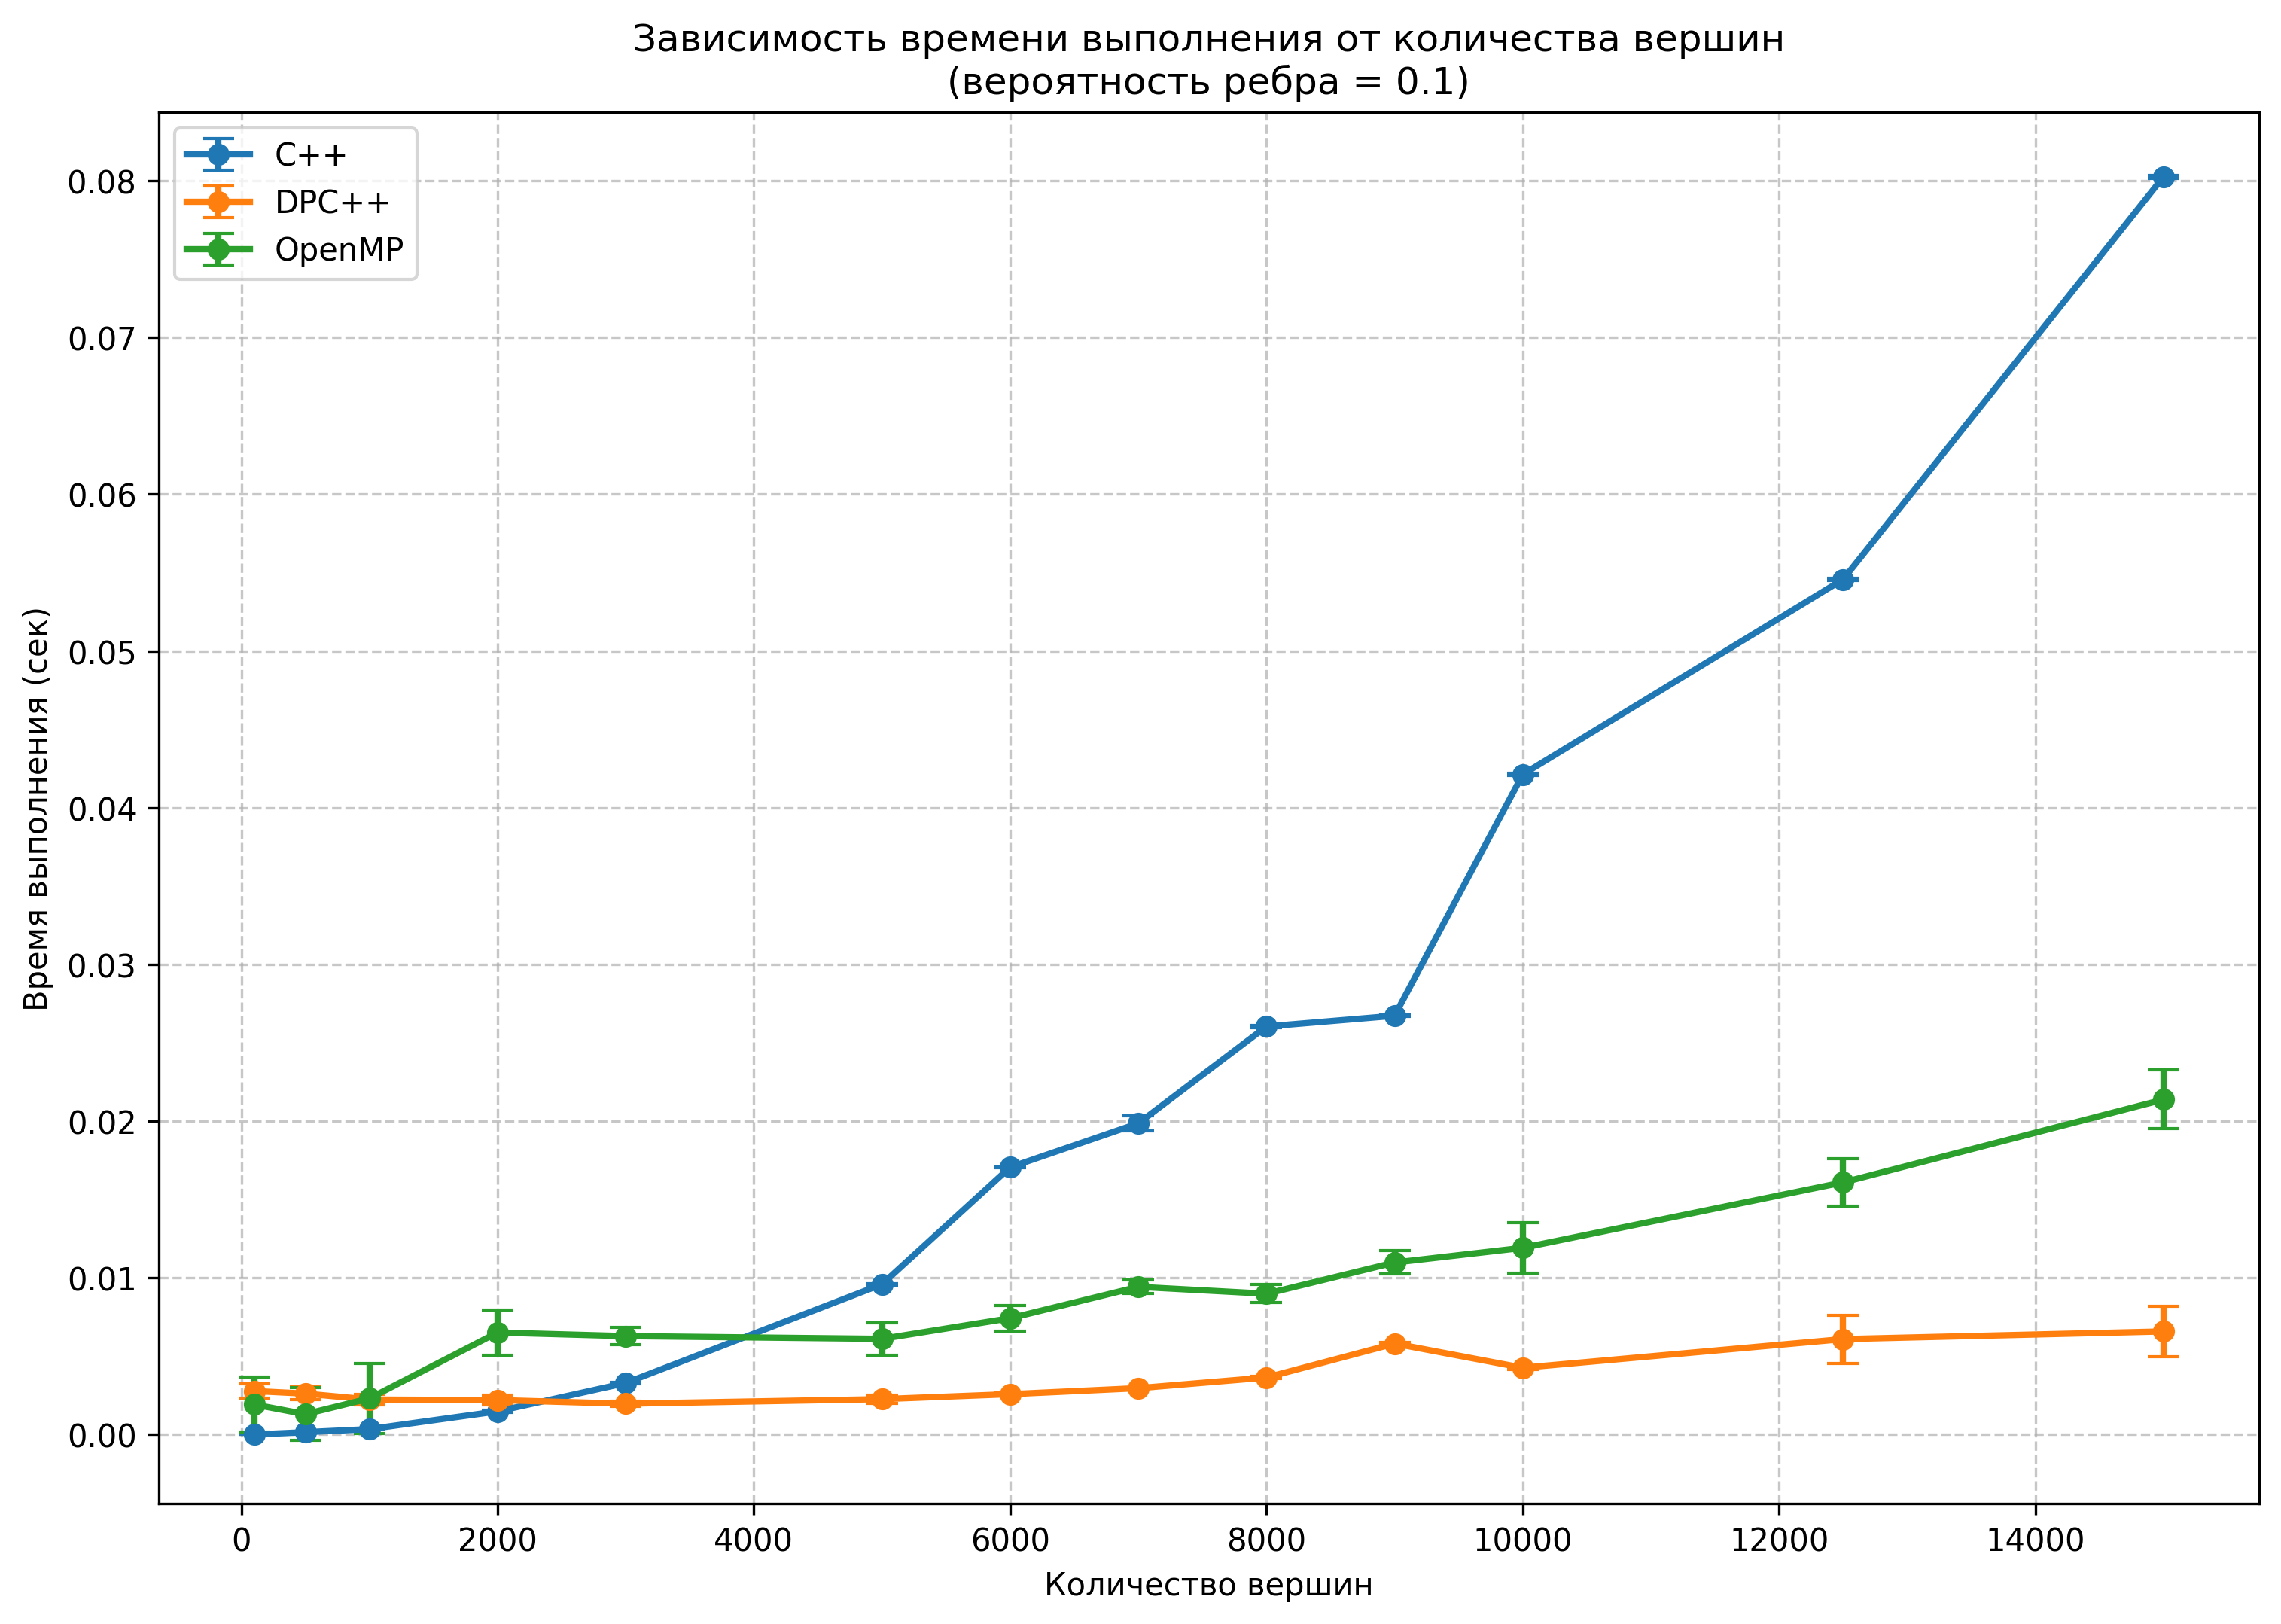 Зависимость времени выполнения от количества вершин
(вероятность ребра = 0.1)
C++
DPC++
OpenMP
Время выполнения (сек)
0.08
0.07
0.06
0.05
0.04
0.03
0.02
0.01
0.00
0 2000 4000 6000 8000 10000 12000 14000
Количество вершин